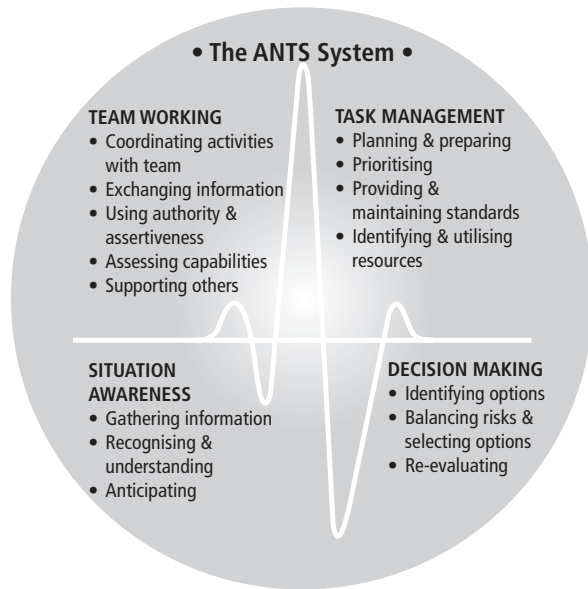 • The ANTS System •
TEAM WORKING
• Coordinating activities
with team
• Exchanging information
• Using authority &
assertiveness
• Assessing capabilities
• Supporting others
TASK MANAGEMENT
• Planning & preparing
• Prioritising
• Providing &
maintaining standards
• Identifying & utilising
resources
SITUATION
AWARENESS
• Gathering information
• Recognising &
understanding
• Anticipating
DECISION MAKING
• Identifying options
• Balancing risks &
selecting options
• Re-evaluating